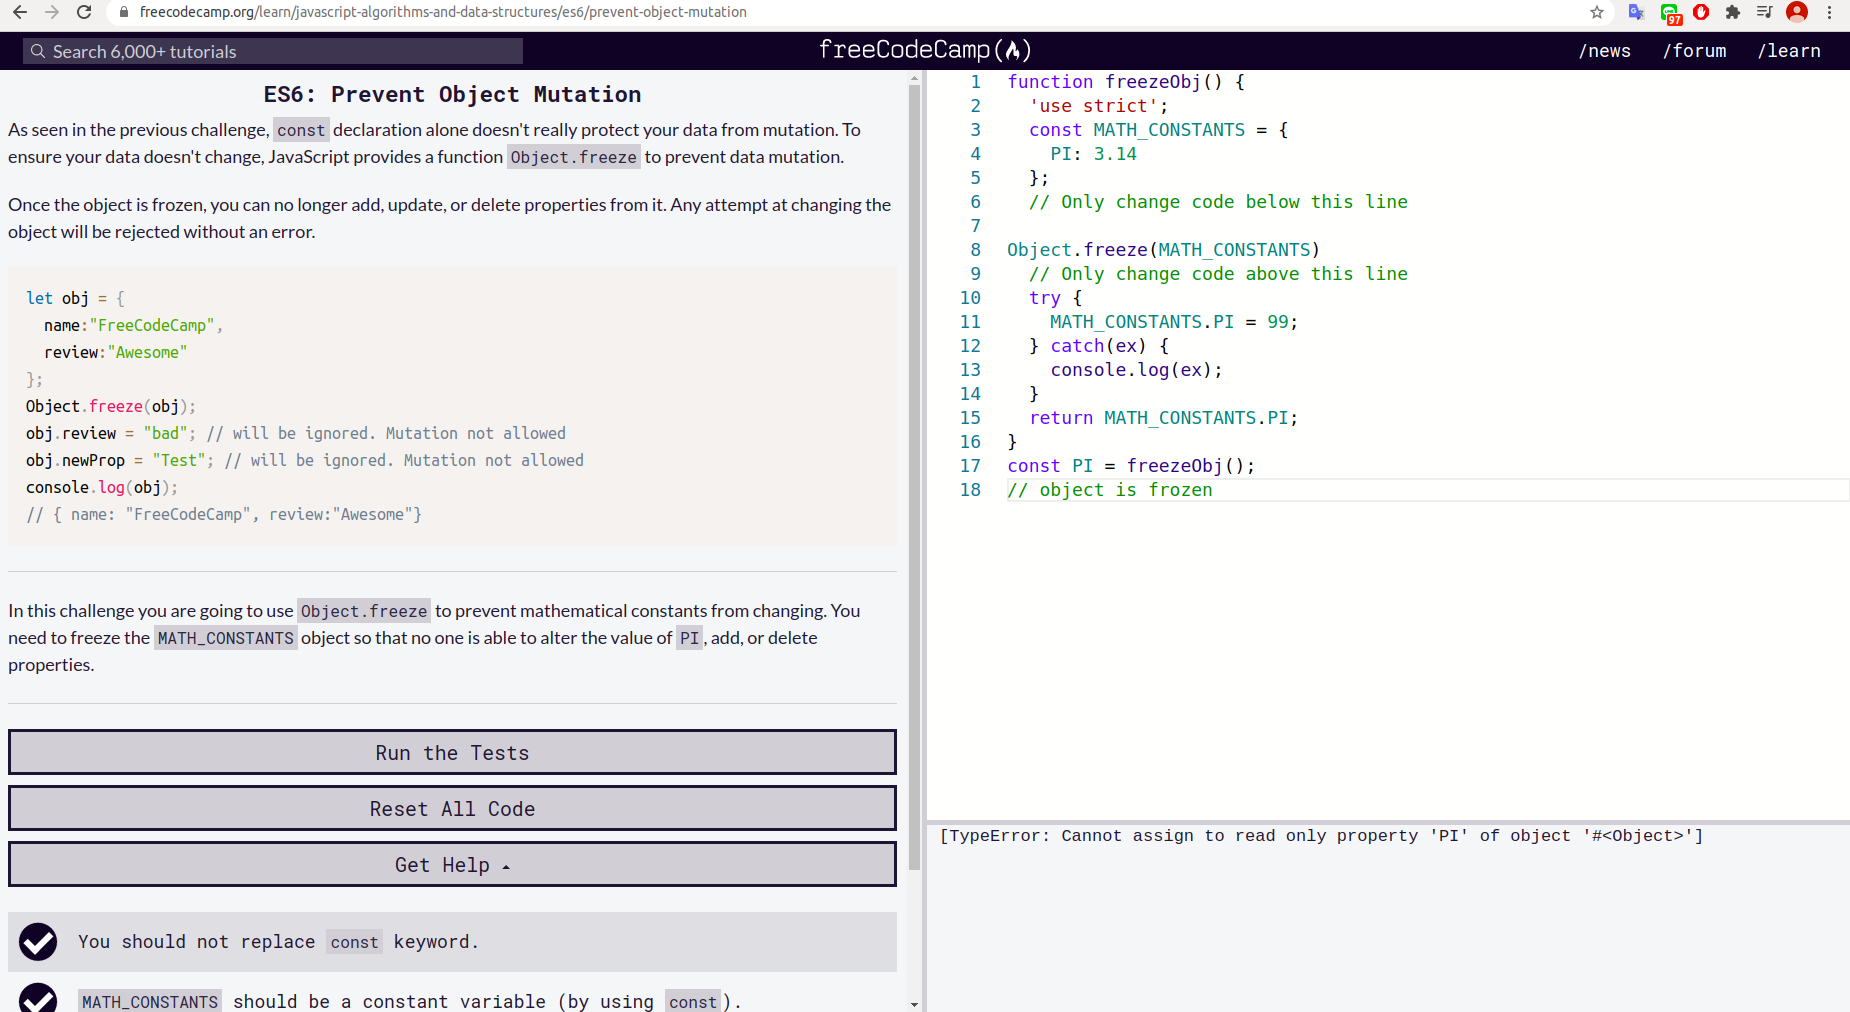 freecodecamp.org/learn/javascript-algorithms-and-data-structures/es6/prevent-object-mutation
97
Search 6,000+ tutorials
freeCodeCamp(🔥)
/news /forum /learn
ES6: Prevent Object Mutation
As seen in the previous challenge, const declaration alone doesn't really protect your data from mutation. To
ensure your data doesn't change, JavaScript provides a function Object.freeze to prevent data mutation.
Once the object is frozen, you can no longer add, update, or delete properties from it. Any attempt at changing the
object will be rejected without an error.
let obj = {
  name:"FreeCodeCamp",
  review:"Awesome"
};
Object.freeze(obj);
obj.review = "bad"; // will be ignored. Mutation not allowed
obj.newProp = "Test"; // will be ignored. Mutation not allowed
console.log(obj);
// { name: "FreeCodeCamp", review:"Awesome"}
In this challenge you are going to use Object.freeze to prevent mathematical constants from changing. You
need to freeze the MATH_CONSTANTS object so that no one is able to alter the value of PI, add, or delete
properties.
Run the Tests
Reset All Code
Get Help
You should not replace const keyword.
MATH_CONSTANTS should be a constant variable (by using const).
1 function freezeObj() {
2   'use strict';
3   const MATH_CONSTANTS = {
4     PI: 3.14
5   };
6   // Only change code below this line
7
8 Object.freeze(MATH_CONSTANTS)
9   // Only change code above this line
10   try {
11     MATH_CONSTANTS.PI = 99;
12   } catch(ex) {
13     console.log(ex);
14   }
15   return MATH_CONSTANTS.PI;
16 }
17 const PI = freezeObj();
18 // object is frozen
[TypeError: Cannot assign to read only property 'PI' of object '#<Object>']